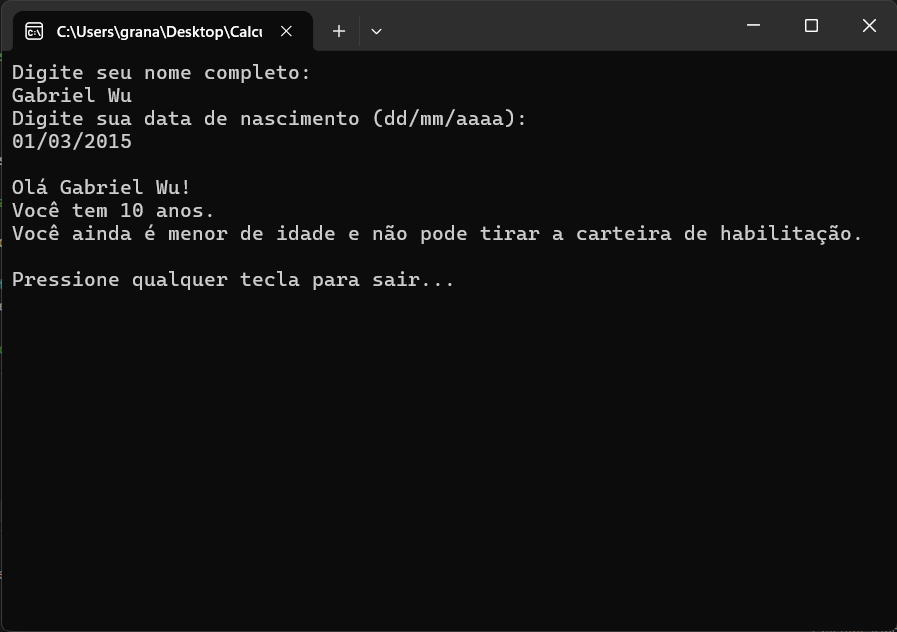 C:\Users\grana\Desktop\Calcu
Digite seu nome completo:
Gabriel Wu
Digite sua data de nascimento (dd/mm/aaaa):
01/03/2015
Olá Gabriel Wu!
Você tem 10 anos.
Você ainda é menor de idade e não pode tirar a carteira de habilitação.
Pressione qualquer tecla para sair...